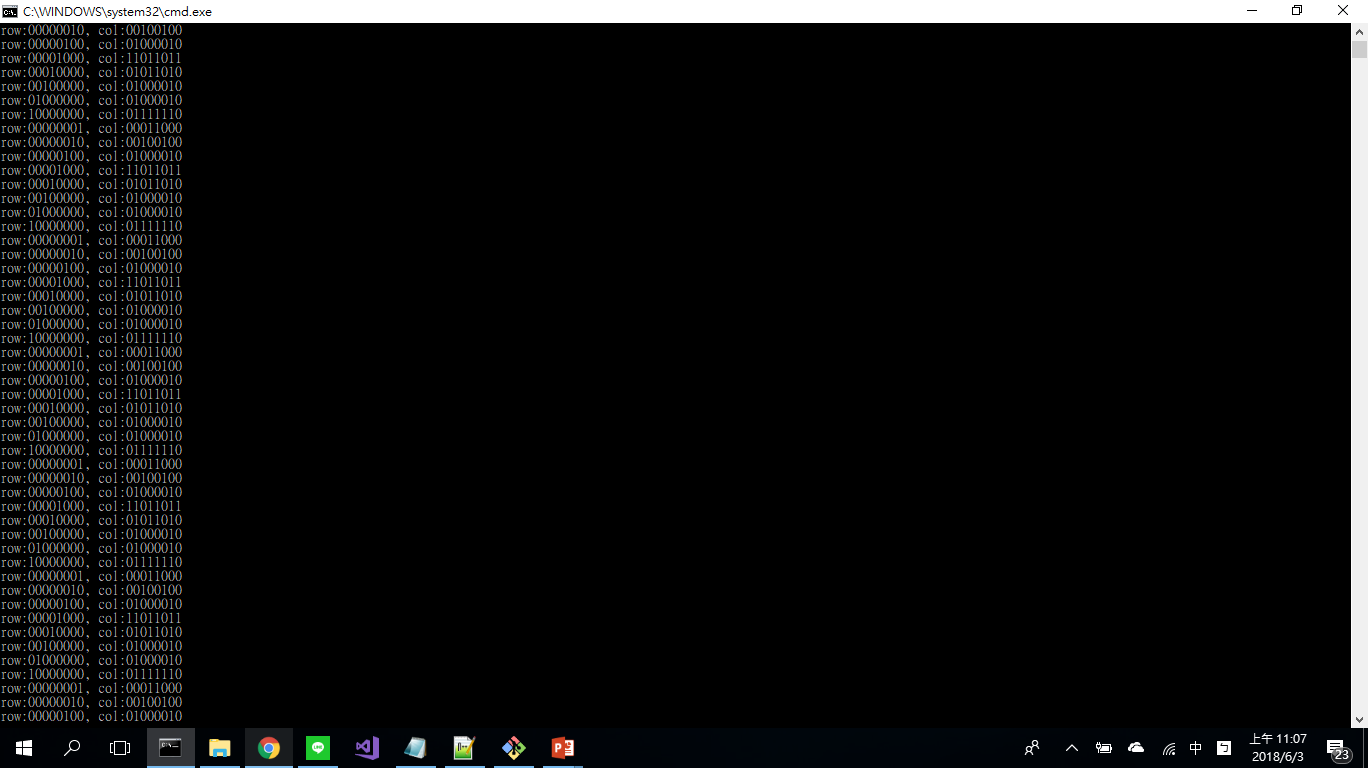 C:\WINDOWS\system32\cmd.exe
row:00000010, col:00100100
row:00000100, col:01000010
row:00001000, col:11011011
row:00010000, col:01011010
row:00100000, col:01000010
row:01000000, col:01000010
row:10000000, col:01111110
row:00000001, col:00011000
row:00000010, col:00100100
row:00000100, col:01000010
row:00001000, col:11011011
row:00010000, col:01011010
row:00100000, col:01000010
row:01000000, col:01000010
row:10000000, col:01111110
row:00000001, col:00011000
row:00000010, col:00100100
row:00000100, col:01000010
row:00001000, col:11011011
row:00010000, col:01011010
row:00100000, col:01000010
row:01000000, col:01000010
row:10000000, col:01111110
row:00000001, col:00011000
row:00000010, col:00100100
row:00000100, col:01000010
row:00001000, col:11011011
row:00010000, col:01011010
row:00100000, col:01000010
row:01000000, col:01000010
row:10000000, col:01111110
row:00000001, col:00011000
row:00000010, col:00100100
row:00000100, col:01000010
row:00001000, col:11011011
row:00010000, col:01011010
row:00100000, col:01000010
row:01000000, col:01000010
row:10000000, col:01111110
row:00000001, col:00011000
row:00000010, col:00100100
row:00000100, col:01000010
row:00001000, col:11011011
row:00010000, col:01011010
row:00100000, col:01000010
row:01000000, col:01000010
row:10000000, col:01111110
row:00000001, col:00011000
row:00000010, col:00100100
row:00000100, col:01000010
中
上午 11:07
2018/6/3
23